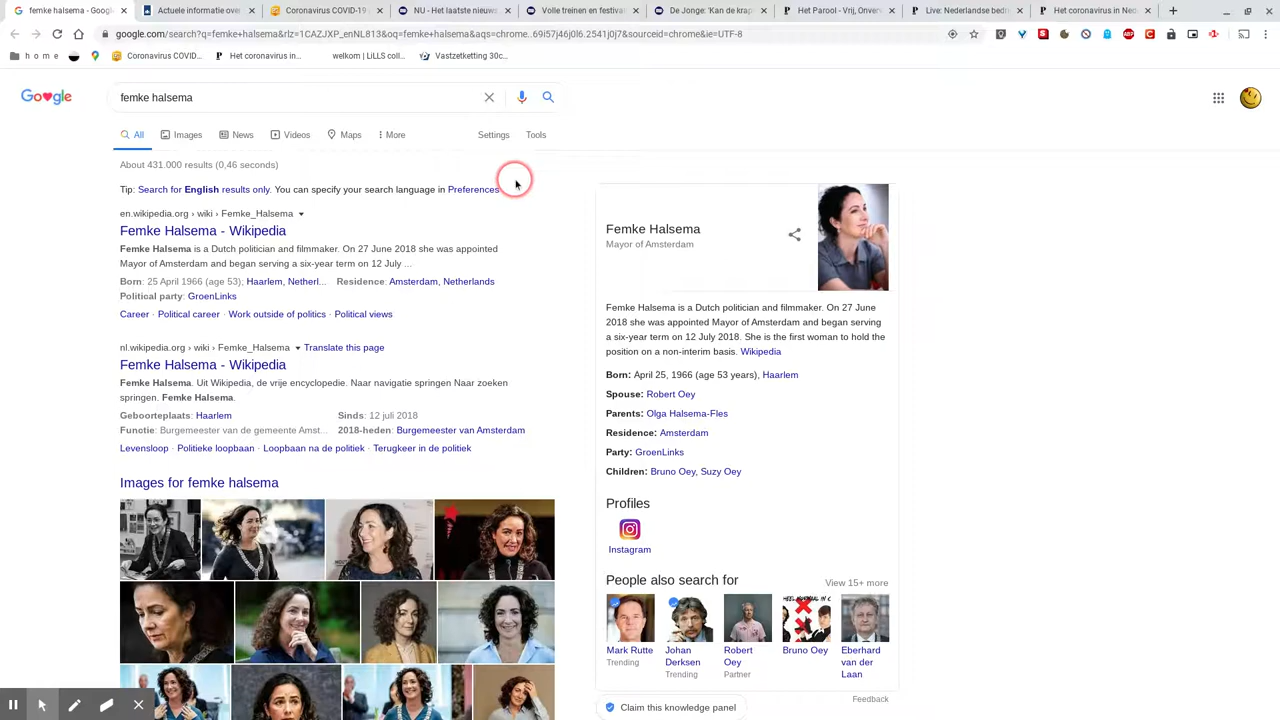 femke halsema - Goog
Actuele informatie over
Coronavirus COVID-19
NU - Het laatste nieuws
Volle treinen en festival
De Jonge: 'Kan de krap
Het Parool - Vrij, Onver
Live: Nederlandse bedri
Het coronavirus in Ned
google.com/search?q=femke+halsema&rlz=1CAZJXP_enNL813&oq=femke+halsema&aqs=chrome..69i57j46j0l6.2541j0j7&sourceid=chrome&ie=UTF-8
h o m e
Coronavirus COVID...
Het coronavirus in...
welkom | LILLS coll...
Vastzetketting 30c...
Google
femke halsema
All
Images
News
Videos
Maps
More
Settings
Tools
About 431.000 results (0,46 seconds)
Tip: Search for English results only. You can specify your search language in Preferences
en.wikipedia.org › wiki › Femke_Halsema
Femke Halsema - Wikipedia
Femke Halsema is a Dutch politician and filmmaker. On 27 June 2018 she was appointed
Mayor of Amsterdam and began serving a six-year term on 12 July ...
Born: 25 April 1966 (age 53); Haarlem, Netherl... Residence: Amsterdam, Netherlands
Political party: GroenLinks
Career · Political career · Work outside of politics · Political views
nl.wikipedia.org › wiki › Femke_Halsema Translate this page
Femke Halsema - Wikipedia
Femke Halsema. Uit Wikipedia, de vrije encyclopedie. Naar navigatie springen Naar zoeken
springen. Femke Halsema.
Geboorteplaats: Haarlem Sinds: 12 juli 2018
Functie: Burgemeester van de gemeente Amst... 2018-heden: Burgemeester van Amsterdam
Levensloop · Politieke loopbaan · Loopbaan na de politiek · Terugkeer in de politiek
Images for femke halsema
Femke Halsema
Mayor of Amsterdam
Femke Halsema is a Dutch politician and filmmaker. On 27 June
2018 she was appointed Mayor of Amsterdam and began serving
a six-year term on 12 July 2018. She is the first woman to hold the
position on a non-interim basis. Wikipedia
Born: April 25, 1966 (age 53 years), Haarlem
Spouse: Robert Oey
Parents: Olga Halsema-Fles
Residence: Amsterdam
Party: GroenLinks
Children: Bruno Oey, Suzy Oey
Profiles
Instagram
People also search for
View 15+ more
Mark Rutte
Trending
Johan
Derksen
Trending
Robert
Oey
Partner
Bruno Oey
Eberhard
van der
Laan
Feedback
Claim this knowledge panel